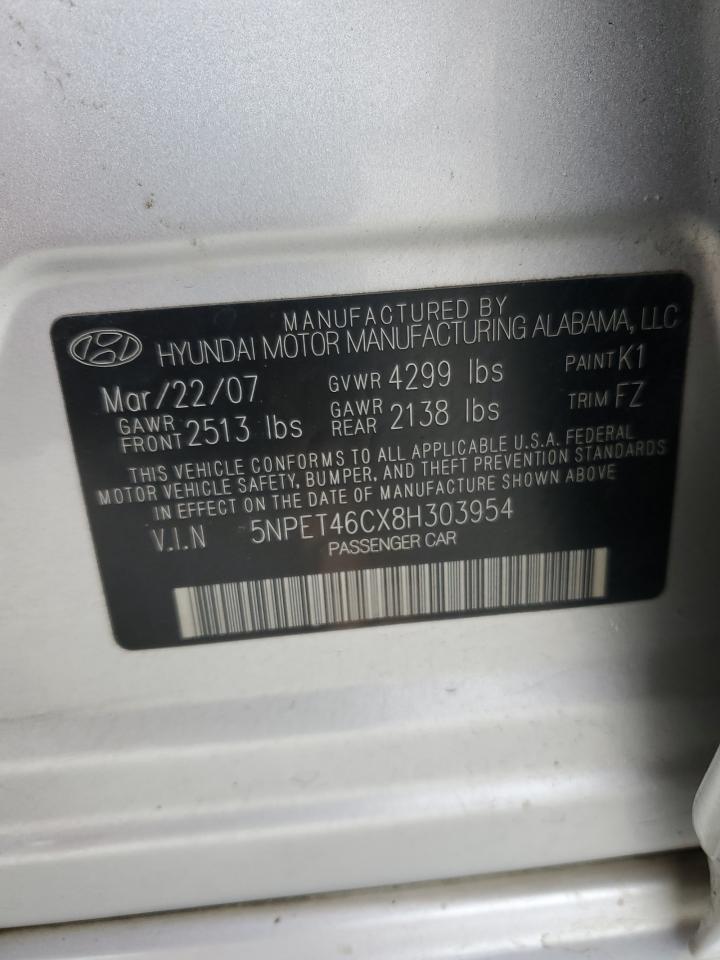 MANUFACTURED BY
HYUNDAI MOTOR MANUFACTURING ALABAMA, LLC
Mar/22/07 GVWR 4299 lbs PAINT K1
GAWR FRONT 2513 lbs GAWR REAR 2138 lbs TRIM FZ
THIS VEHICLE CONFORMS TO ALL APPLICABLE U.S.A. FEDERAL
MOTOR VEHICLE SAFETY, BUMPER, AND THEFT PREVENTION STANDARDS
IN EFFECT ON THE DATE OF MANUFACTURE SHOWN ABOVE
V.I.N 5NPET46CX8H303954
PASSENGER CAR